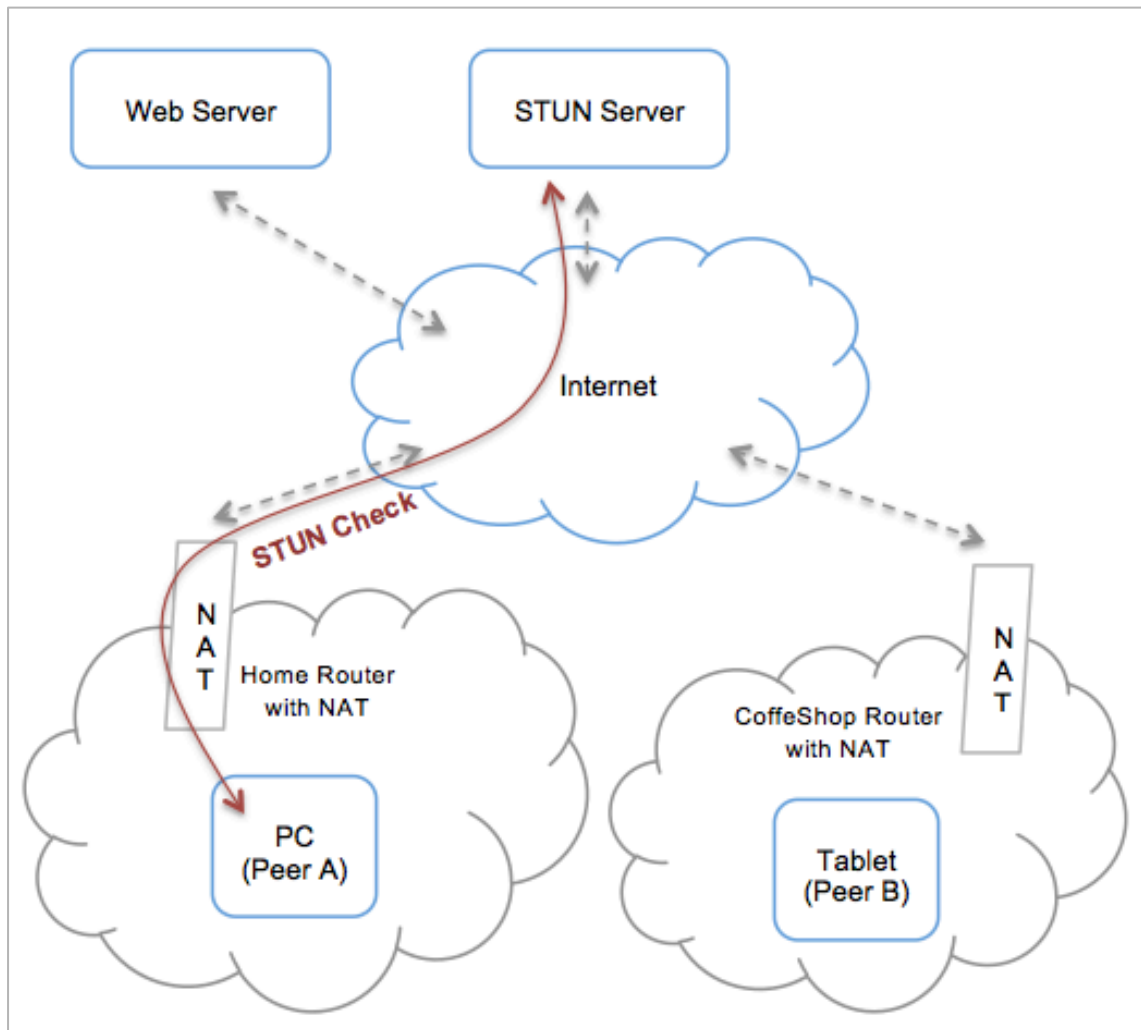 Web Server
STUN Server
Internet
STUN Check
N
A
T
Home Router
with NAT
PC
(Peer A)
N
A
T
CoffeShop Router
with NAT
Tablet
(Peer B)